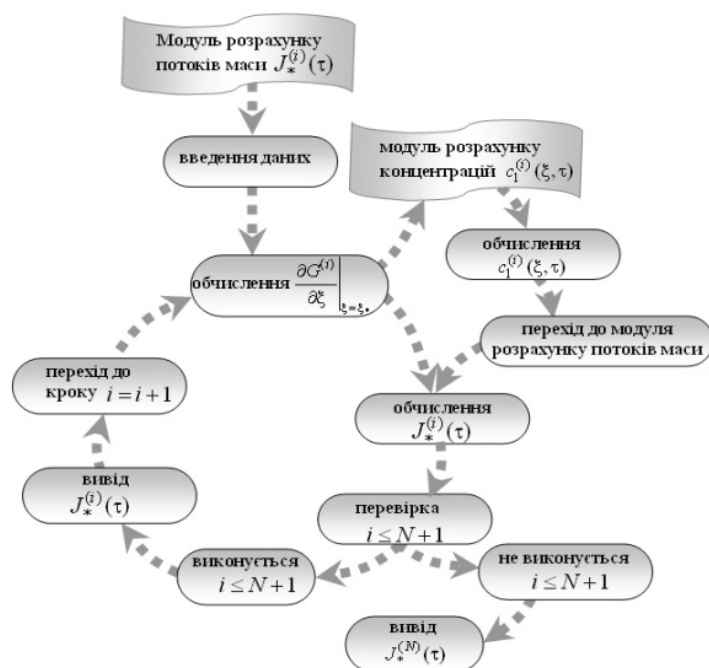 Модуль розрахунку
потоків маси J_*^{(i)}(τ)
введення даних
модуль розрахунку
концентрацій c_1^{(i)}(ξ,τ)
обчислення
c_1^{(i)}(ξ,τ)
обчислення ∂G^{(i)}/∂ξ|_{ξ=ξ_*}
перехід до модуля
розрахунку потоків маси
перехід до
кроку i = i + 1
обчислення
J_*^{(i)}(τ)
вивід
J_*^{(i)}(τ)
перевірка
i ≤ N + 1
виконується
i ≤ N + 1
не виконується
i ≤ N + 1
вивід
J_*^{(N)}(τ)